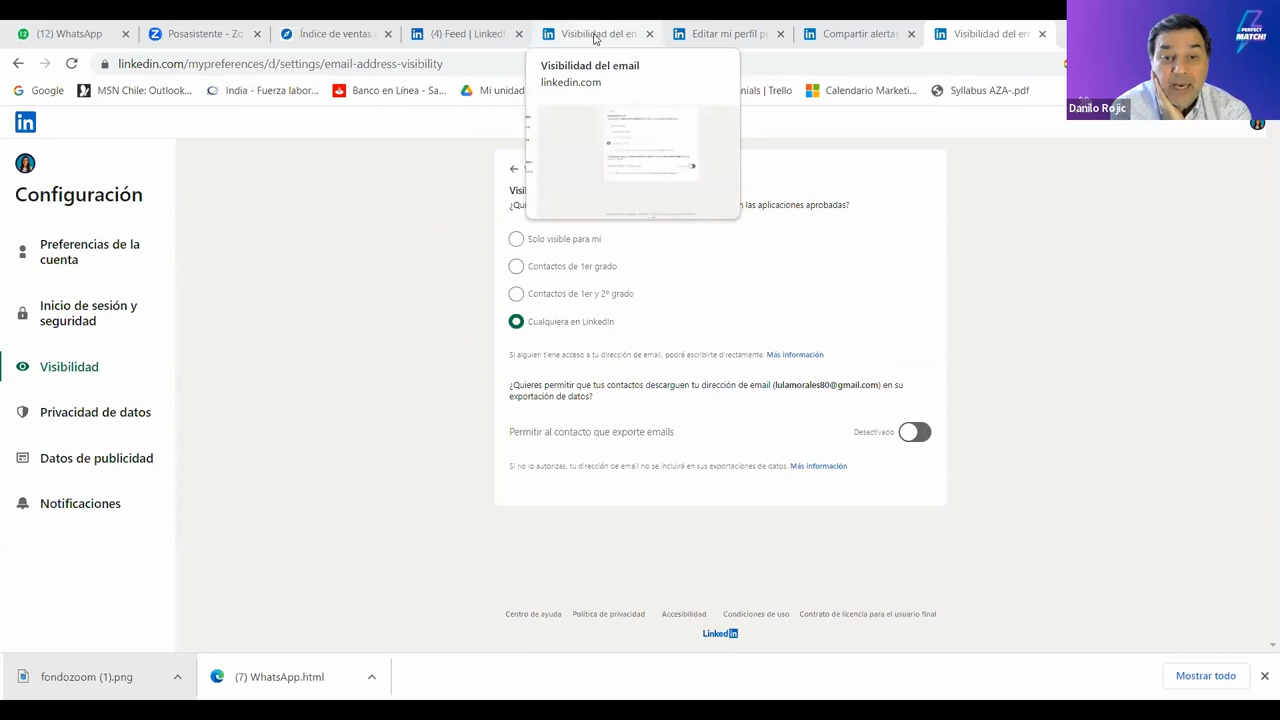 (12) WhatsApp
Posasistente - Zo
Índice de ventas
(4) Feed | LinkedI
Visibilidad del en
Editar mi perfil p
Compartir alertas
Visibilidad del em
linkedin.com/mypreferences/d/settings/email-address-visibility
Google
MSN Chile: Outlook...
India - Fuerza labor...
Banco en Línea - Sa...
Mi unidad
nials | Trello
Calendario Marketi...
Syllabus AZA-.pdf
Visibilidad del email
linkedin.com
PERFECT
MATCH!
Danilo Rojic
in
Configuración
Preferencias de la
cuenta
Inicio de sesión y
seguridad
Visibilidad
Privacidad de datos
Datos de publicidad
Notificaciones
Visi
¿Qui
las aplicaciones aprobadas?
Solo visible para mí
Contactos de 1er grado
Contactos de 1er y 2º grado
Cualquiera en LinkedIn
Si alguien tiene acceso a tu dirección de email, podrá escribirte directamente. Más información
¿Quieres permitir que tus contactos descarguen tu dirección de email (lulamorales80@gmail.com) en su
exportación de datos?
Permitir al contacto que exporte emails
Desactivado
Si no lo autorizas, tu dirección de email no se incluirá en sus exportaciones de datos. Más información
Centro de ayuda
Política de privacidad
Accesibilidad
Condiciones de uso
Contrato de licencia para el usuario final
LinkedIn
fondozoom (1).png
(7) WhatsApp.html
Mostrar todo